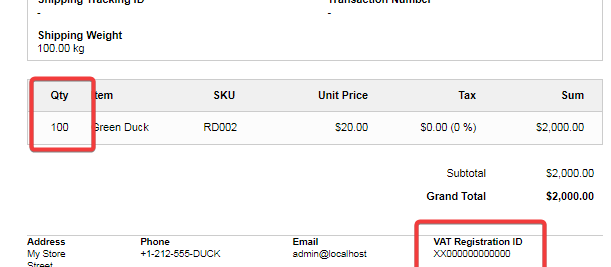 Shipping Tracking ID Transaction Number
- -
Shipping Weight
100.00 kg
Qty Item SKU Unit Price Tax Sum
100 Green Duck RD002 $20.00 $0.00 (0 %) $2,000.00
Subtotal $2,000.00
Grand Total $2,000.00
Address Phone Email VAT Registration ID
My Store +1-212-555-DUCK admin@localhost XX000000000000
Street